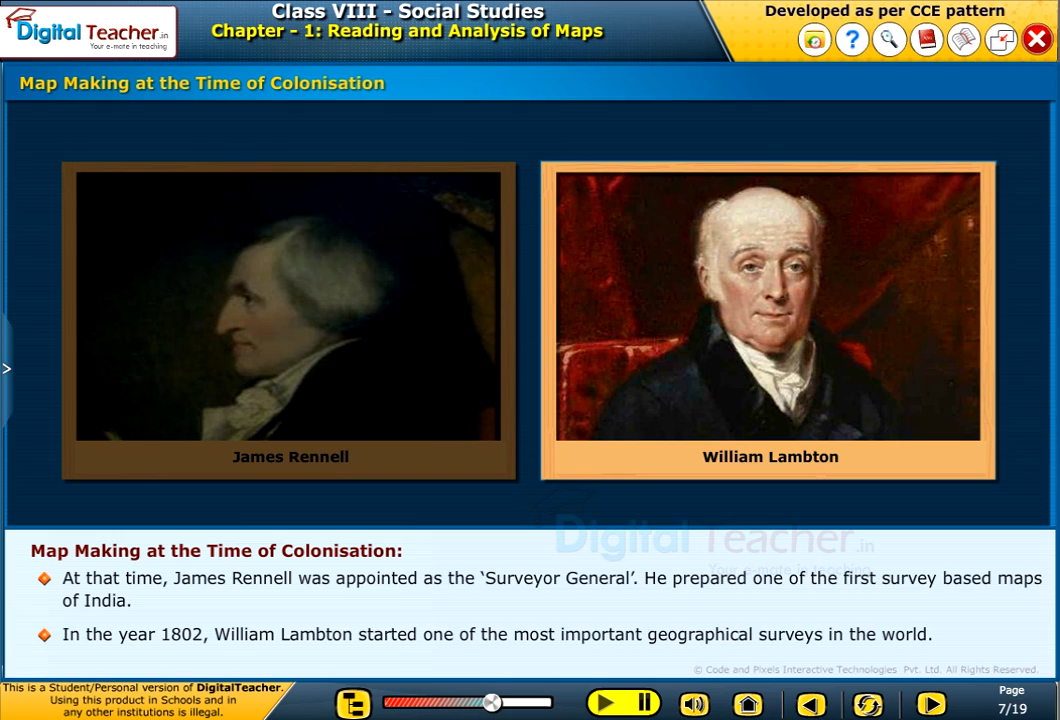 Digital Teacher.in
Your e-mate in teaching
Class VIII - Social Studies
Chapter - 1: Reading and Analysis of Maps
Developed as per CCE pattern
?
Map Making at the Time of Colonisation
>
James Rennell
William Lambton
Digital Teacher.in
Your e-mate in teaching
Map Making at the Time of Colonisation:
At that time, James Rennell was appointed as the ‘Surveyor General’. He prepared one of the first survey based maps
of India.
In the year 1802, William Lambton started one of the most important geographical surveys in the world.
© Code and Pixels Interactive Technologies Pvt. Ltd. All Rights Reserved.
This is a Student/Personal version of DigitalTeacher.
Using this product in Schools and in
any other institutions is illegal.
Page
7/19